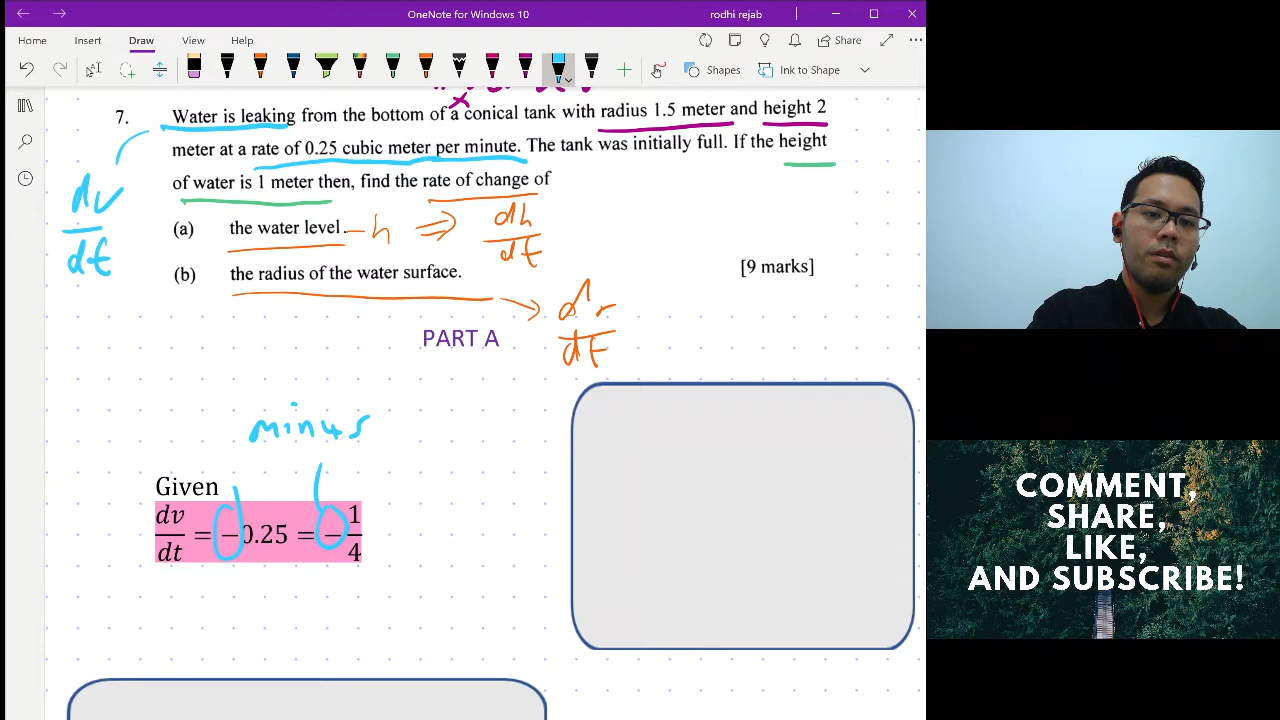 OneNote for Windows 10
rodhi rejab
Home Insert Draw View Help
Share
Shapes
Ink to Shape
7. Water is leaking from the bottom of a conical tank with radius 1.5 meter and height 2
meter at a rate of 0.25 cubic meter per minute. The tank was initially full. If the height
of water is 1 meter then, find the rate of change of
(a) the water level. h ⇒ dh/dt
(b) the radius of the water surface. → dr/dt
[9 marks]
dv/dt
PART A
minus
Given
dv/dt = −0.25 = −1/4
COMMENT,
SHARE,
LIKE,
AND SUBSCRIBE!